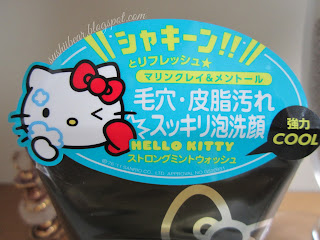 sushiibear.blogspot.com
シャキーン!!
とリフレッシュ★
マリンクレイ&メントール
毛穴・皮脂汚れ
スッキリ泡洗顔
HELLO KITTY
ストロングミントウォッシュ
強力
COOL